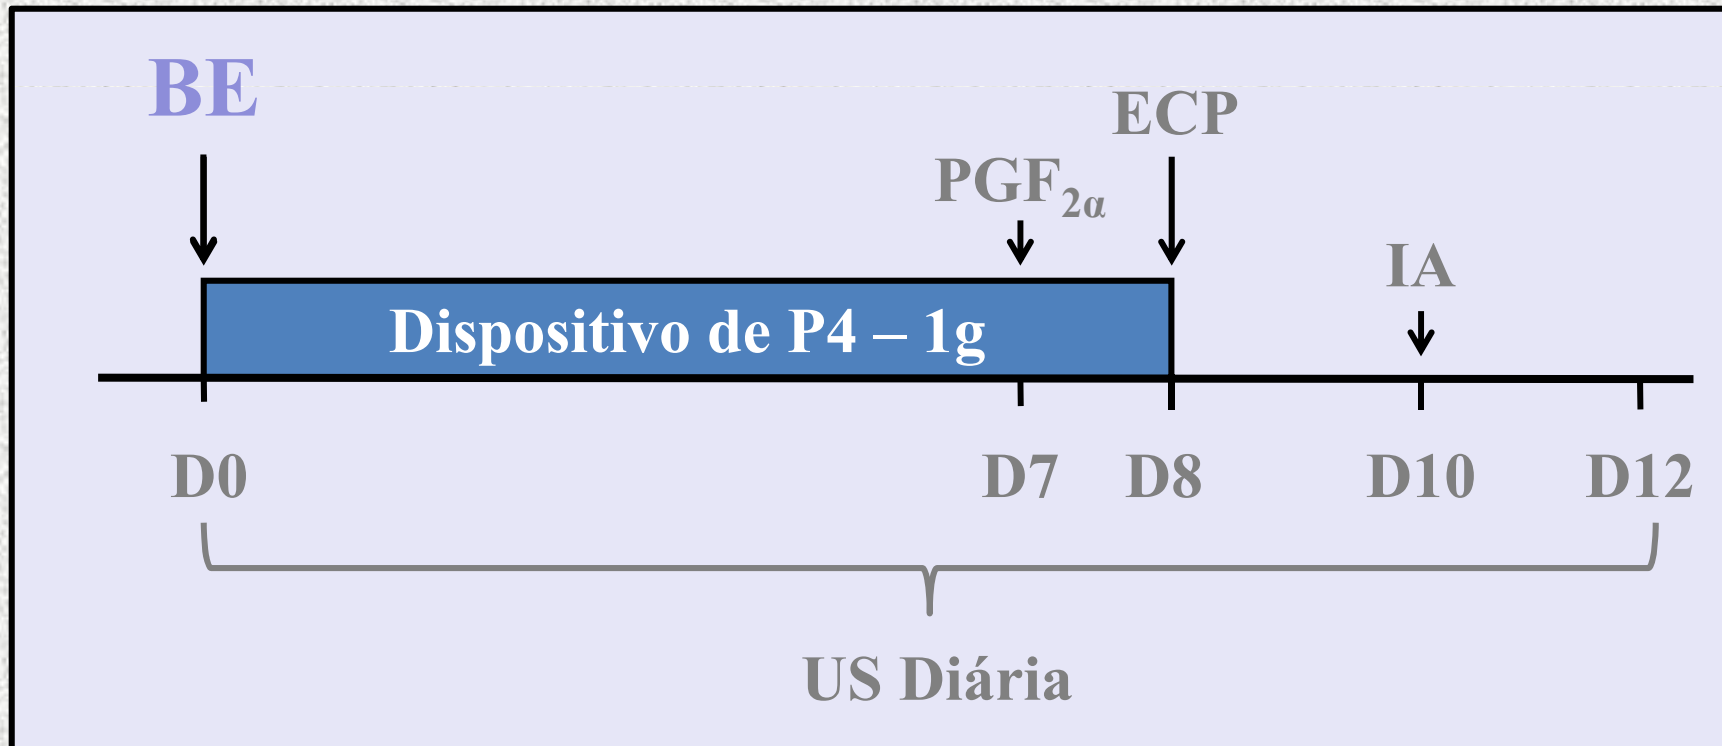 BE
ECP
PGF2α
IA
Dispositivo de P4 – 1g
D0 D7 D8 D10 D12
US Diária